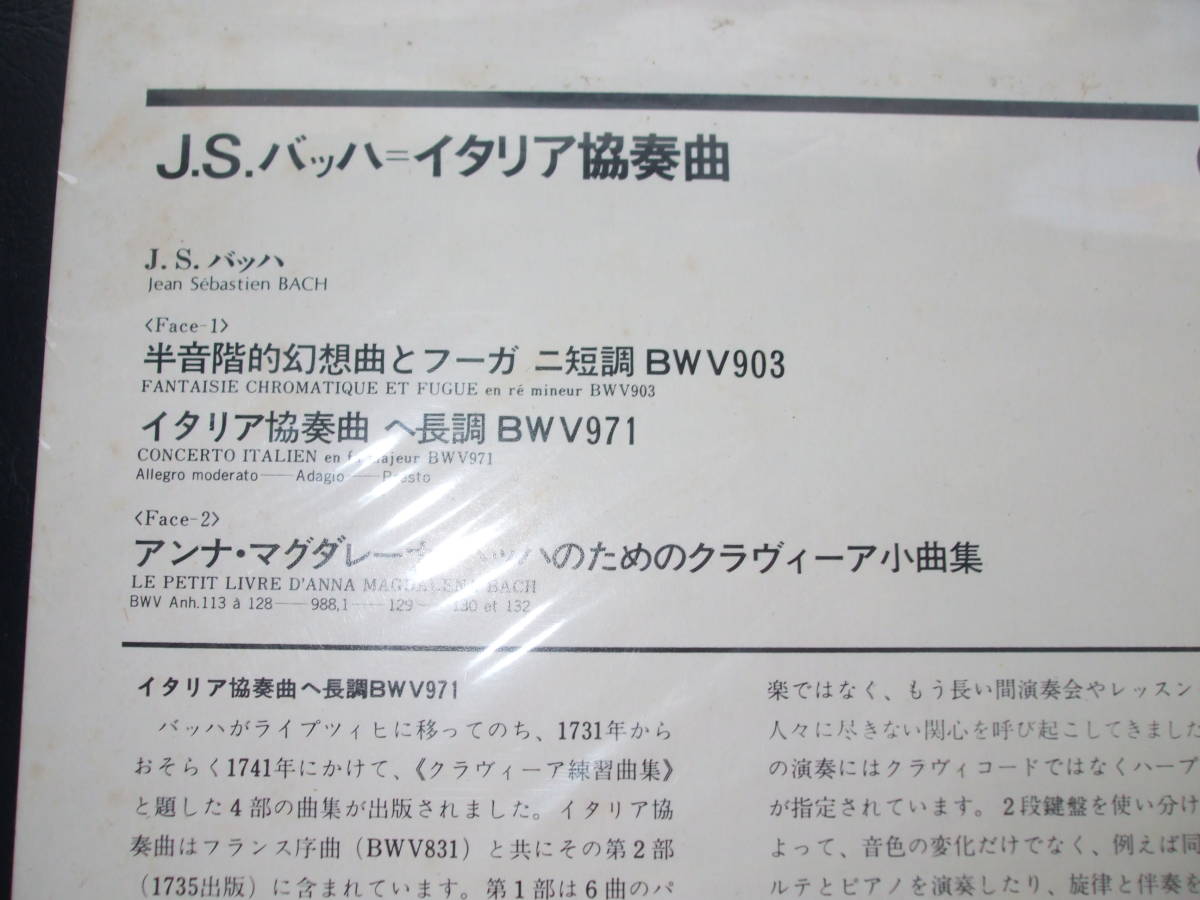 J.S.バッハ=イタリア協奏曲
J.S.バッハ
Jean Sébastien BACH
〈Face-1〉
半音階的幻想曲とフーガ ニ短調 BWV903
FANTAISIE CHROMATIQUE ET FUGUE en ré mineur BWV903
イタリア協奏曲 ヘ長調 BWV971
CONCERTO ITALIEN en fa majeur BWV971
Allegro moderato——Adagio——Presto
〈Face-2〉
アンナ・マグダレーナ・バッハのためのクラヴィーア小曲集
LE PETIT LIVRE D'ANNA MAGDALENA BACH
BWV Anh.113 à 128——988,1——129——130 et 132
イタリア協奏曲ヘ長調BWV971
バッハがライプツィヒに移ってのち、1731年から
おそらく1741年にかけて、《クラヴィーア練習曲集》
と題した4部の曲集が出版されました。イタリア協
奏曲はフランス序曲(BWV831)と共にその第2部
(1735出版)に含まれています。第1部は6曲のパ
楽ではなく、もう長い間演奏会やレッスン
人々に尽きない関心を呼び起こしてきました
の演奏にはクラヴィコードではなくハープ
が指定されています。2段鍵盤を使い分け
よって、音色の変化だけでなく、例えば同
ルテとピアノを演奏したり、旋律と伴奏を